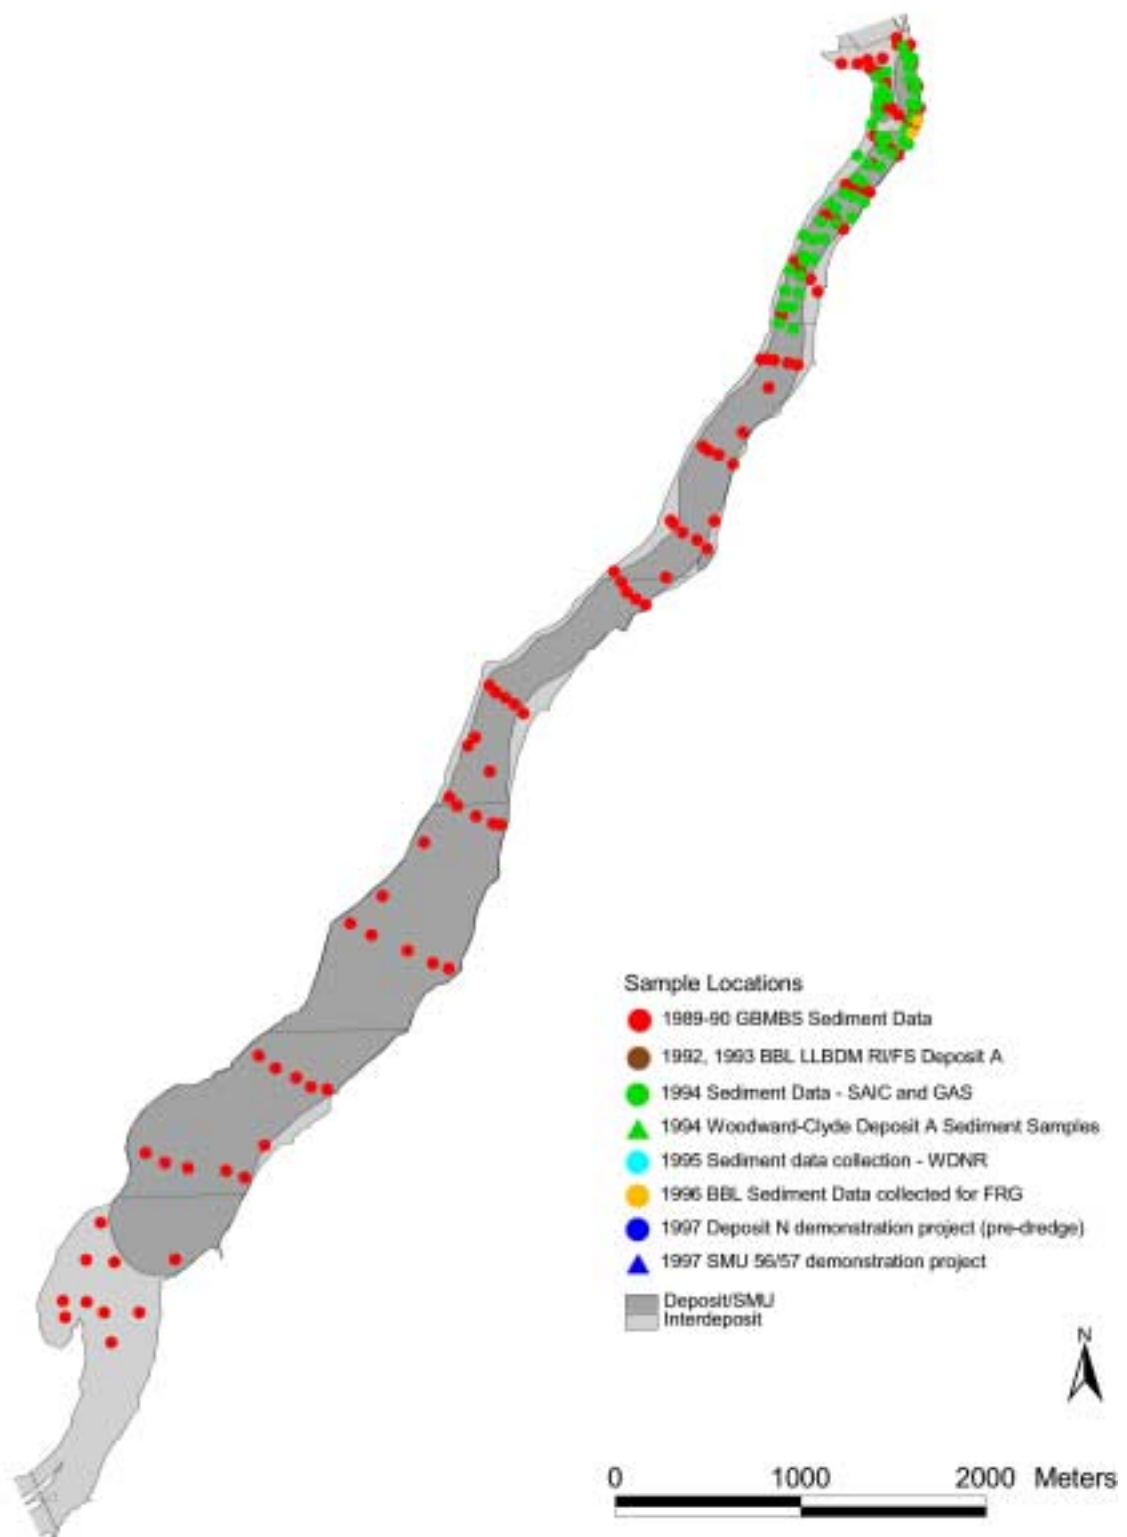 Sample Locations
1989-90 GBMBS Sediment Data
1992, 1993 BBL LLBDM RI/FS Deposit A
1994 Sediment Data - SAIC and GAS
1994 Woodward-Clyde Deposit A Sediment Samples
1995 Sediment data collection - WDNR
1996 BBL Sediment Data collected for FRG
1997 Deposit N demonstration project (pre-dredge)
1997 SMU 56/57 demonstration project
Deposit/SMU
Interdeposit
N
0 1000 2000 Meters